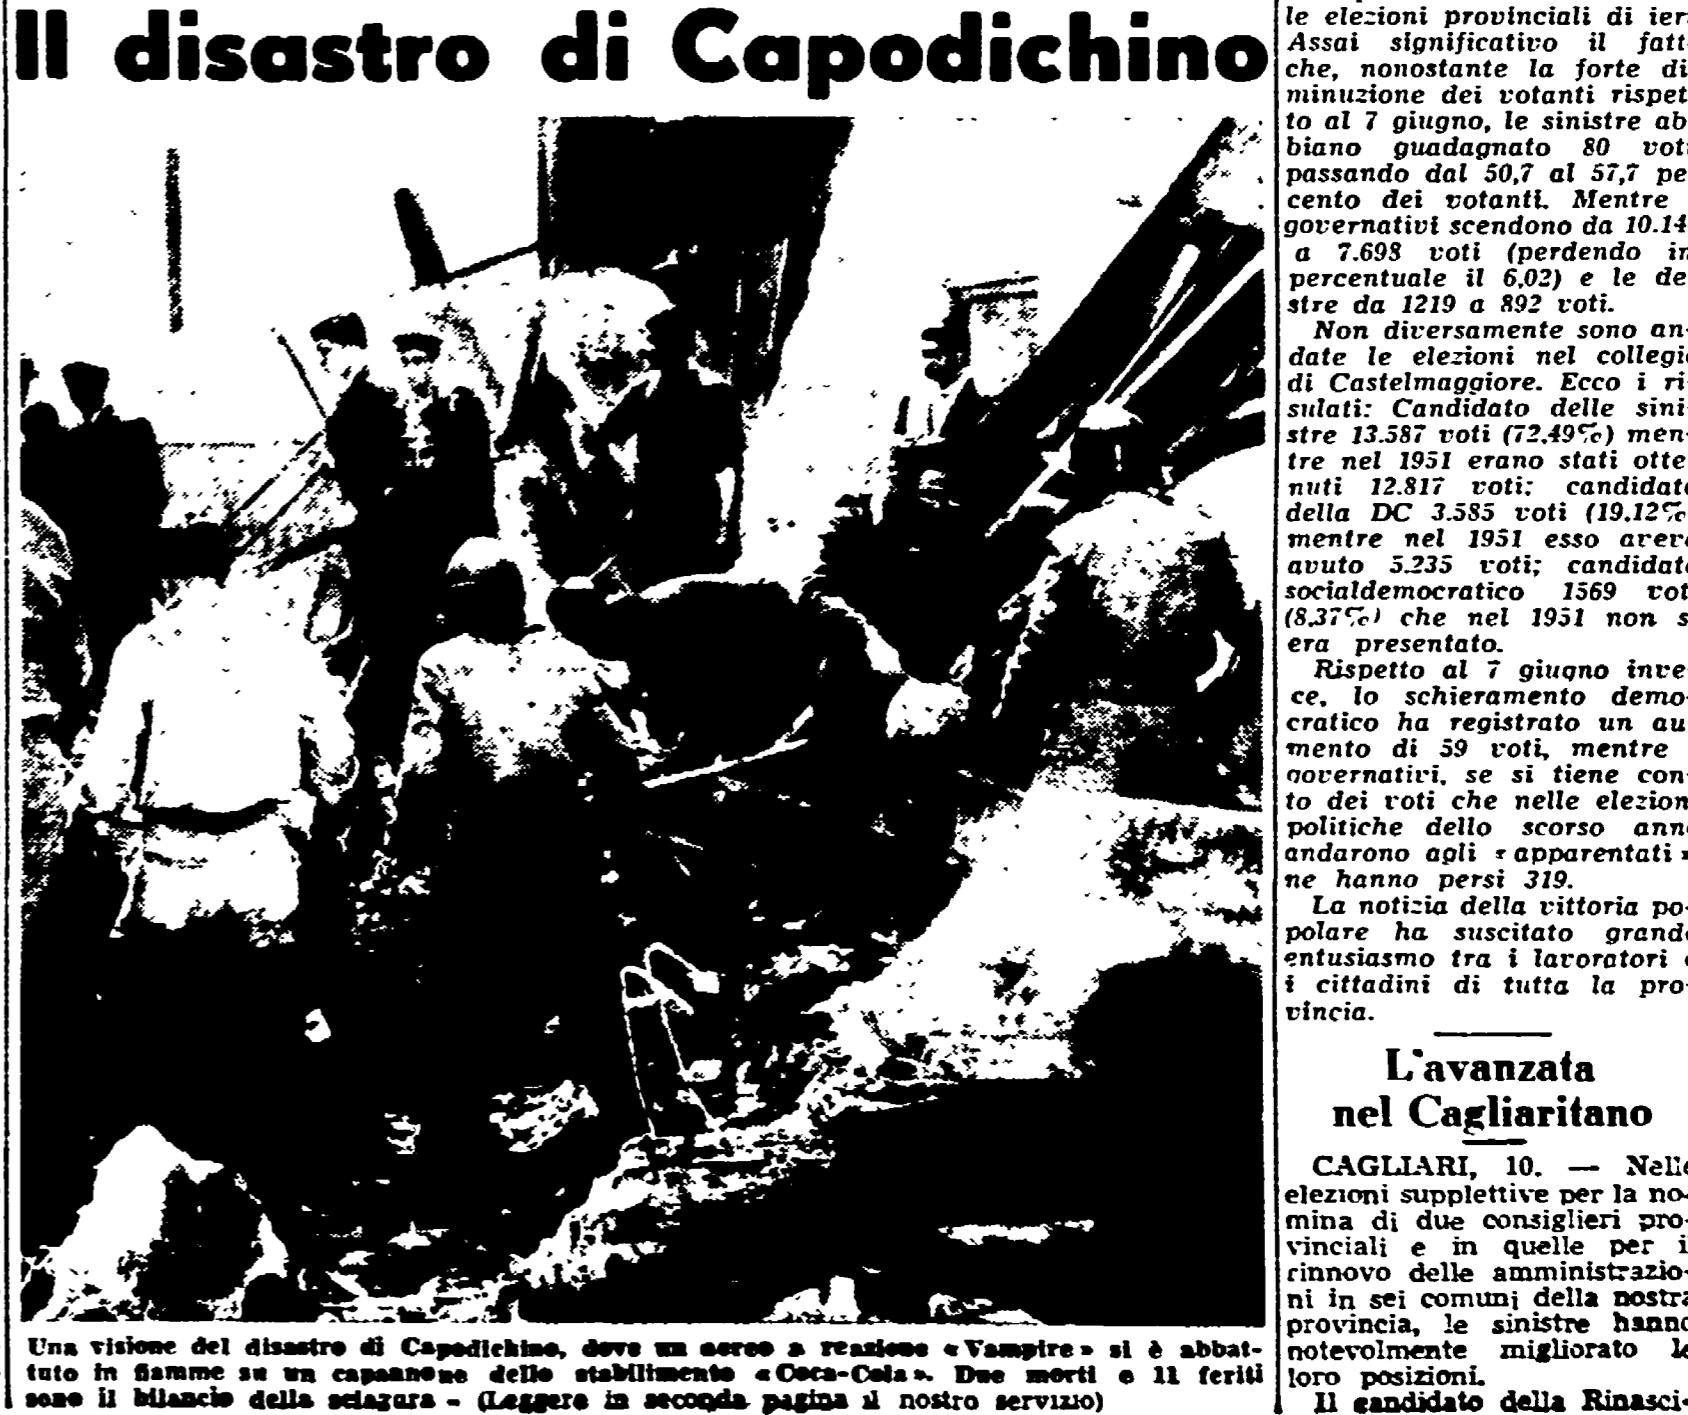 Il disastro di Capodichino
Una visione del disastro di Capodichino, dove un aereo a reazione «Vampire» si è abbat-
tuto in fiamme su un capannone dello stabilimento «Coca-Cola». Due morti e 11 feriti
sono il bilancio della sciagura - (Leggere in seconda pagina il nostro servizio)
le elezioni provinciali di ier
Assai significativo il fatt
che, nonostante la forte di
minuzione dei votanti rispet
to al 7 giugno, le sinistre ab
biano guadagnato 80 vot
passando dal 50,7 al 57,7 pe
cento dei votanti. Mentre
governativi scendono da 10.14
a 7.698 voti (perdendo in
percentuale il 6,02) e le de
stre da 1219 a 892 voti.
Non diversamente sono an-
date le elezioni nel collegi
di Castelmaggiore. Ecco i ri-
sulati: Candidato delle sini-
stre 13.587 voti (72,49%) men-
tre nel 1951 erano stati otte
nuti 12.817 voti; candidat
della DC 3.585 voti (19,12%
mentre nel 1951 esso avev
avuto 5.235 voti; candidat
socialdemocratico 1569 vot
(8,37%) che nel 1951 non s
era presentato.
Rispetto al 7 giugno inve-
ce, lo schieramento demo-
cratico ha registrato un au-
mento di 59 voti, mentre
governativi, se si tiene con-
to dei voti che nelle elezion
politiche dello scorso ann
andarono agli «apparentati»
ne hanno persi 319.
La notizia della vittoria po-
polare ha suscitato grand
entusiasmo tra i lavoratori
i cittadini di tutta la pro-
vincia.
L'avanzata
nel Cagliaritano
CAGLIARI, 10. — Nelle
elezioni supplettive per la no-
mina di due consiglieri pro-
vinciali e in quelle per i
rinnovo delle amministrazio-
ni in sei comuni della nostra
provincia, le sinistre hanno
notevolmente migliorato le
loro posizioni.
Il candidato della Rinasci-